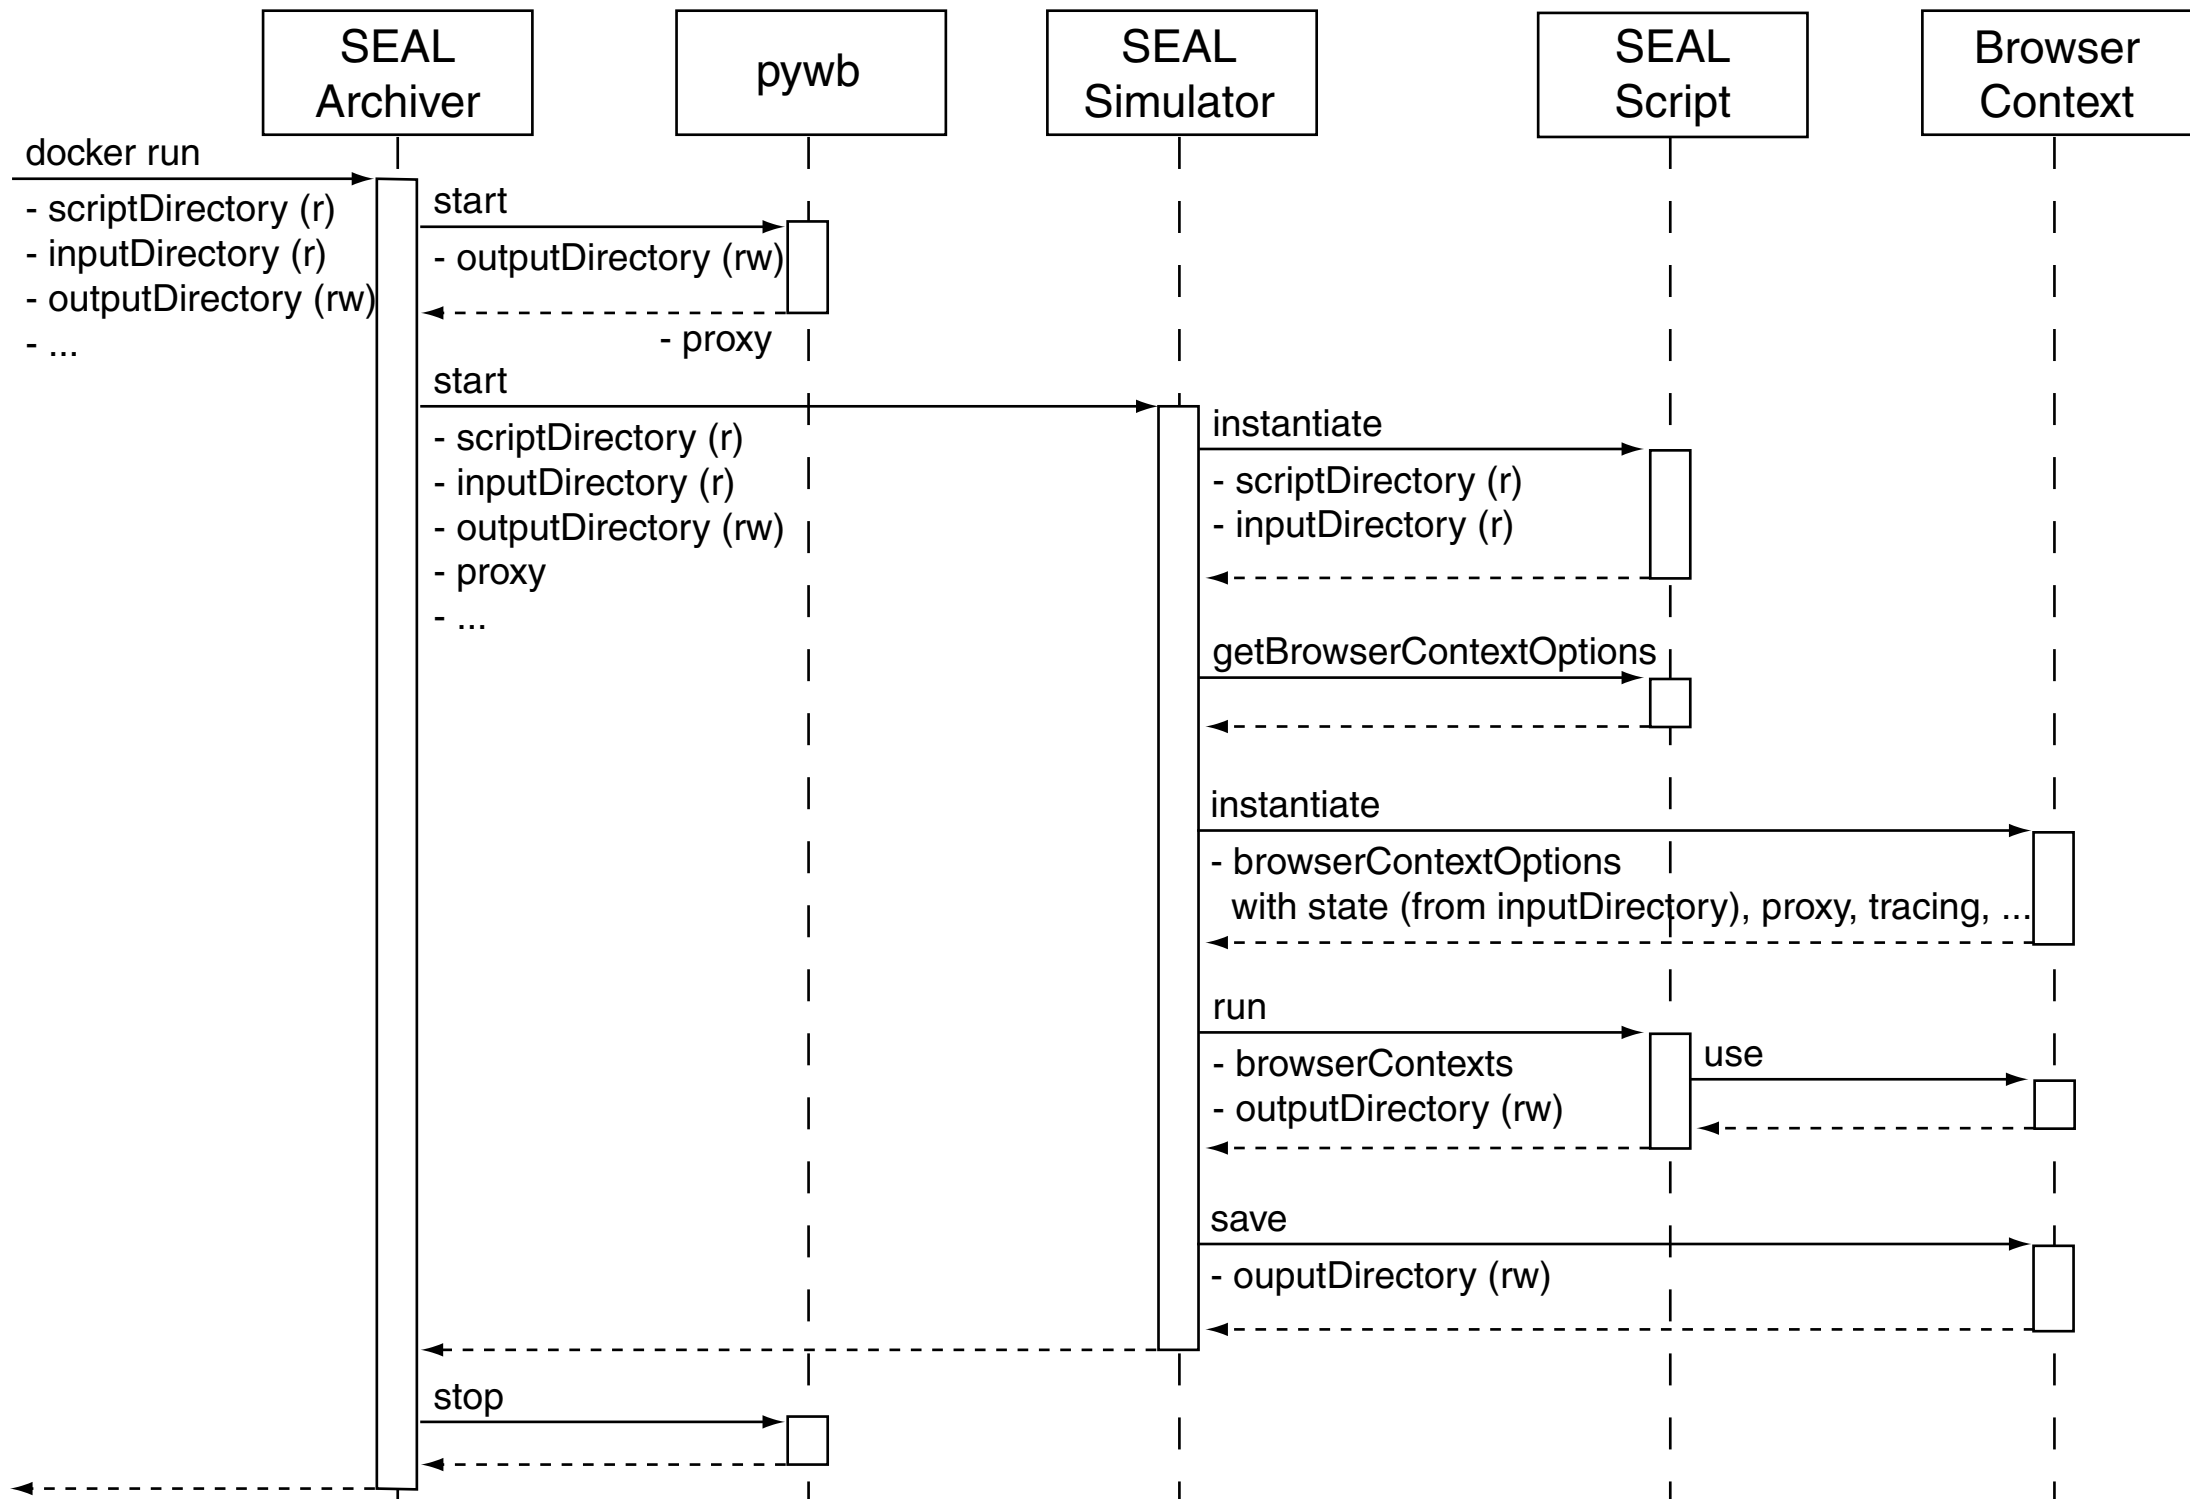 SEAL
Archiver
pywb
SEAL
Simulator
SEAL
Script
Browser
Context
docker run
- scriptDirectory (r)
- inputDirectory (r)
- outputDirectory (rw)
- ...
start
- outputDirectory (rw)
- proxy
start
- scriptDirectory (r)
- inputDirectory (r)
- outputDirectory (rw)
- proxy
- ...
instantiate
- scriptDirectory (r)
- inputDirectory (r)
getBrowserContextOptions
instantiate
- browserContextOptions
with state (from inputDirectory), proxy, tracing, ...
run
- browserContexts
- outputDirectory (rw)
use
save
- ouputDirectory (rw)
stop